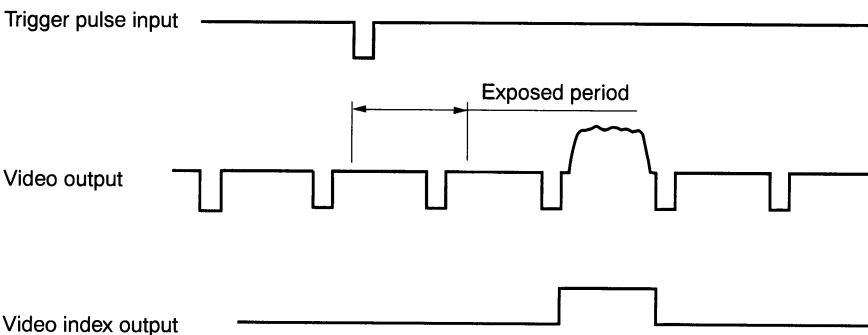 Trigger pulse input
Exposed period
Video output
Video index output